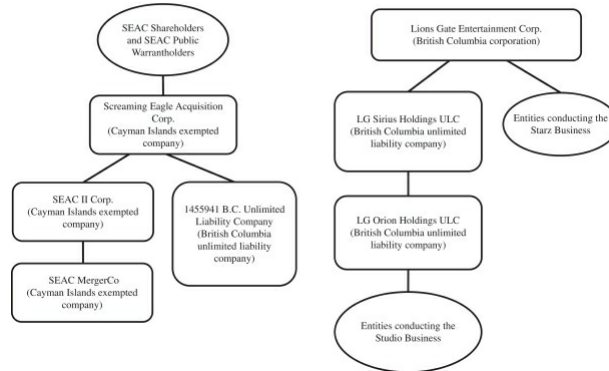 SEAC Shareholders
and SEAC Public
Warrantholders
Screaming Eagle Acquisition
Corp.
(Cayman Islands exempted
company)
SEAC II Corp.
(Cayman Islands exempted
company)
1455941 B.C. Unlimited
Liability Company
(British Columbia
unlimited liability
company)
SEAC MergerCo
(Cayman Islands exempted
company)
Lions Gate Entertainment Corp.
(British Columbia corporation)
LG Sirius Holdings ULC
(British Columbia unlimited
liability company)
Entities conducting the
Starz Business
LG Orion Holdings ULC
(British Columbia unlimited
liability company)
Entities conducting the
Studio Business